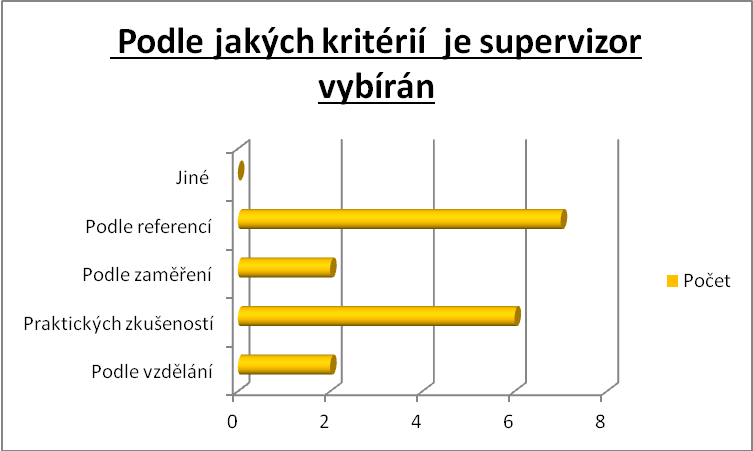 Podle jakých kritérií je supervizor
vybírán
Jiné
Podle referencí
Podle zaměření
Praktických zkušeností
Podle vzdělání
0 2 4 6 8
Počet